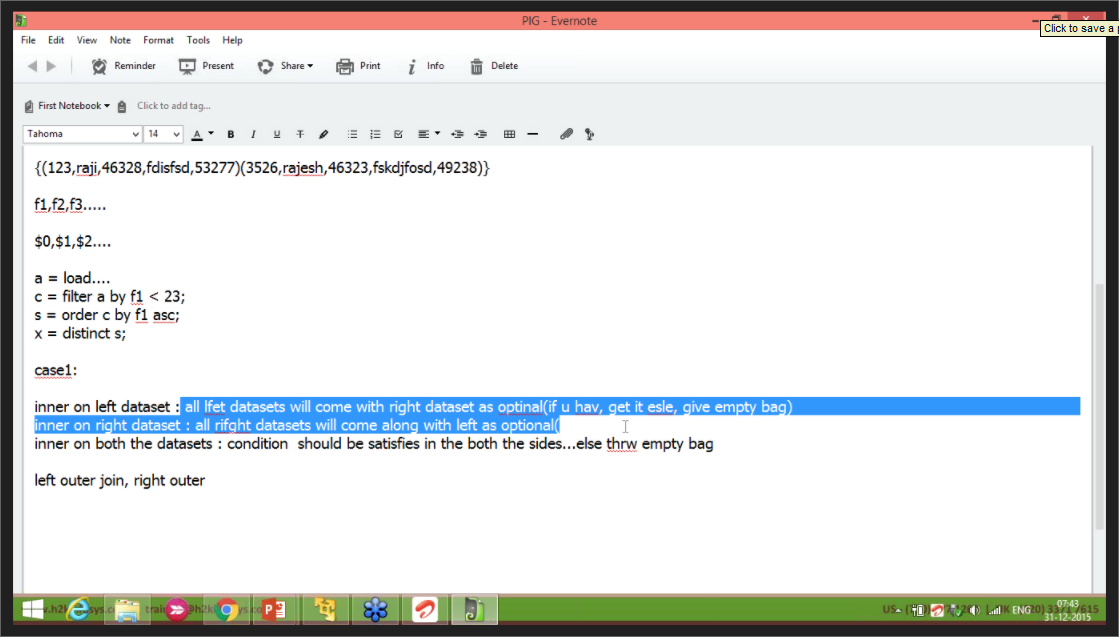 PIG - Evernote
Click to save a
File Edit View Note Format Tools Help
Reminder Present Share Print Info Delete
First Notebook Click to add tag...
Tahoma 14 A B I U T
{(123,raji,46328,fdisfsd,53277)(3526,rajesh,46323,fskdjfosd,49238)}
f1,f2,f3.....
$0,$1,$2....
a = load....
c = filter a by f1 < 23;
s = order c by f1 asc;
x = distinct s;
case1:
inner on left dataset : all lfet datasets will come with right dataset as optinal(if u hav, get it esle, give empty bag)
inner on right dataset : all rifght datasets will come along with left as optional(
inner on both the datasets : condition should be satisfies in the both the sides...else thrw empty bag
left outer join, right outer
ENG
07:43
31-12-2015